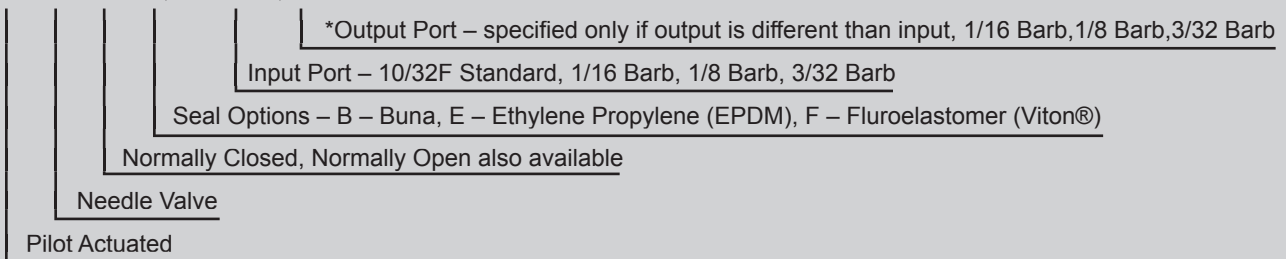 *Output Port – specified only if output is different than input, 1/16 Barb,1/8 Barb,3/32 Barb
Input Port – 10/32F Standard, 1/16 Barb, 1/8 Barb, 3/32 Barb
Seal Options – B – Buna, E – Ethylene Propylene (EPDM), F – Fluroelastomer (Viton®)
Normally Closed, Normally Open also available
Needle Valve
Pilot Actuated